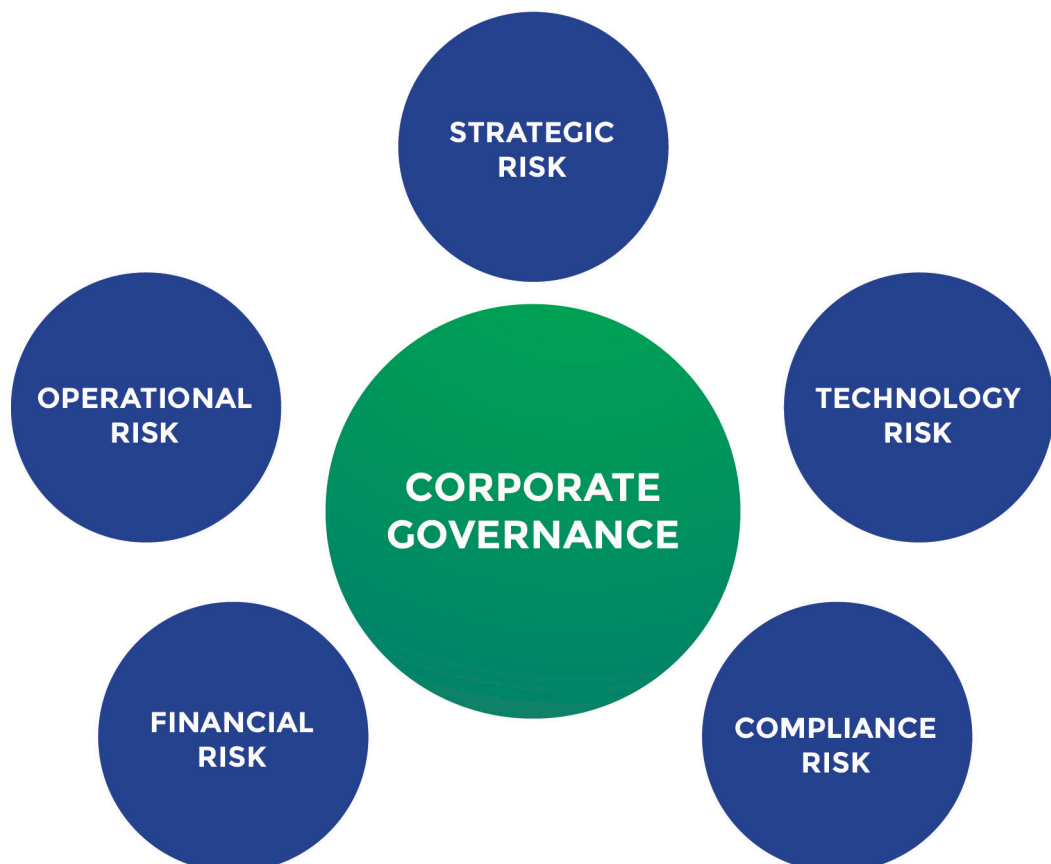 STRATEGIC
RISK
OPERATIONAL
RISK
TECHNOLOGY
RISK
CORPORATE
GOVERNANCE
FINANCIAL
RISK
COMPLIANCE
RISK